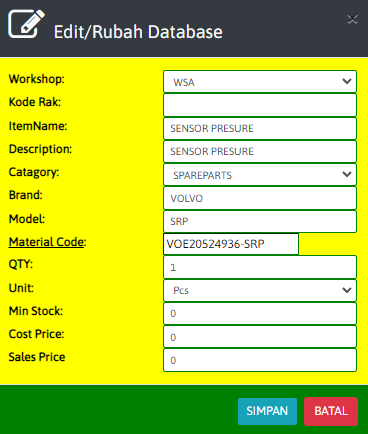 Edit/Rubah Database
×
Workshop: WSA
Kode Rak:
ItemName: SENSOR PRESURE
Description: SENSOR PRESURE
Catagory: SPAREPARTS
Brand: VOLVO
Model: SRP
Material Code: VOE20524936-SRP
QTY: 1
Unit: Pcs
Min Stock: 0
Cost Price: 0
Sales Price 0
SIMPAN BATAL